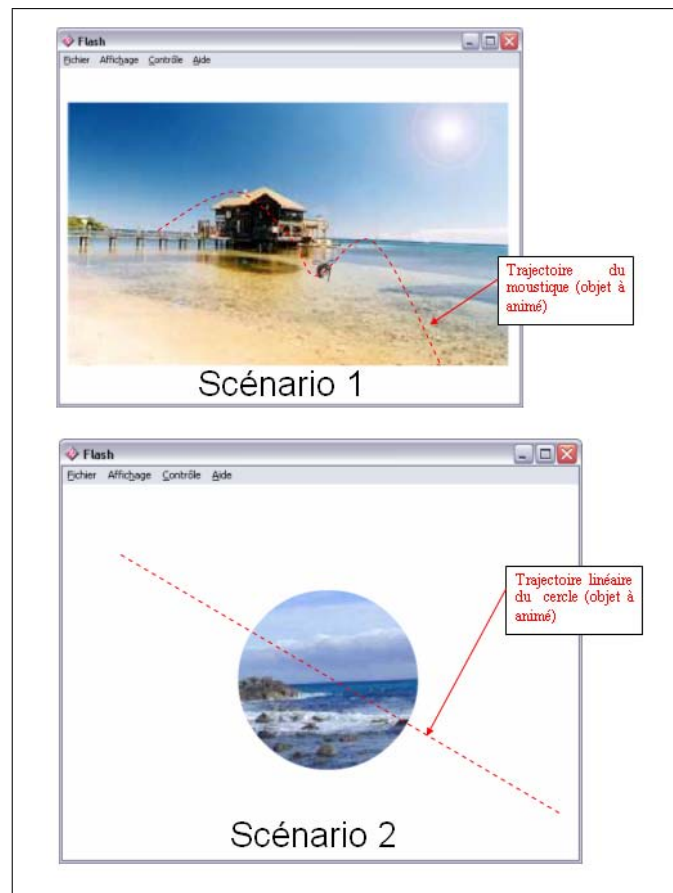 Flash
Fichier Affichage Contrôle Aide
Trajectoire du
moustique (objet à
animé)
Scénario 1
Flash
Fichier Affichage Contrôle Aide
Trajectoire linéaire
du cercle (objet à
animé)
Scénario 2